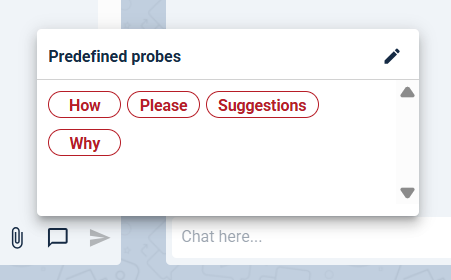 Predefined probes
How Please Suggestions
Why
Chat here...